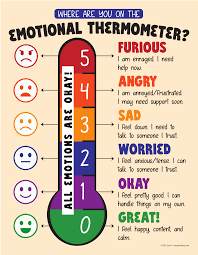 WHERE ARE YOU ON THE
EMOTIONAL THERMOMETER?
ALL EMOTIONS ARE OKAY!
5
FURIOUS
I am enraged. I need
help now.
4
ANGRY
I am annoyed/frustrated.
I may need support soon.
3
SAD
I feel down. I need to
talk to someone I trust.
2
WORRIED
I feel anxious/tense. I can
talk to someone I trust.
1
OKAY
I feel pretty good. I can
handle things on my own.
0
GREAT!
I feel happy, content, and
calm.